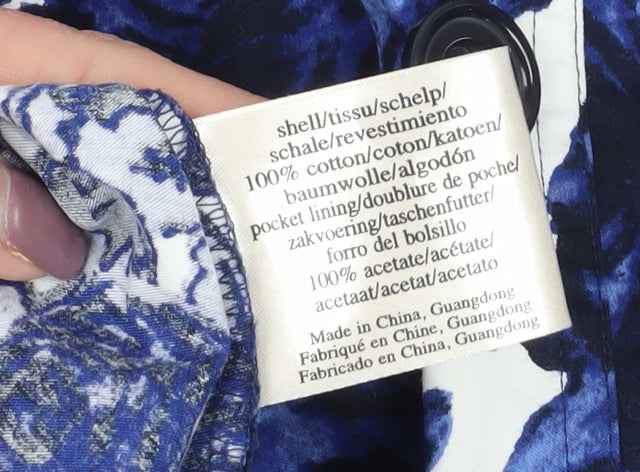 shell/tissu/schelp/
schale/revestimiento
100% cotton/coton/katoen/
baumwolle/algodón
pocket lining/doublure de poche/
zakvoering/taschenfutter/
forro del bolsillo
100% acetate/acétate/
acetaat/acetat/acetato
Made in China, Guangdong
Fabriqué en Chine, Guangdong
Fabricado en China, Guangdong